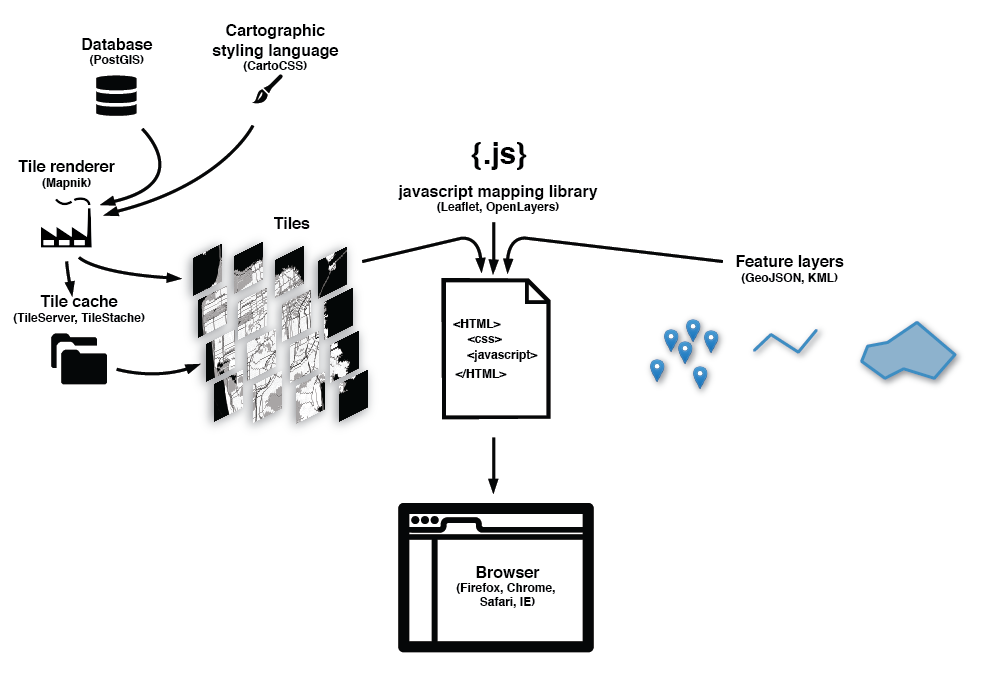 Database
(PostGIS)
Cartographic
styling language
(CartoCSS)
Tile renderer
(Mapnik)
{.js}
javascript mapping library
(Leaflet, OpenLayers)
Tiles
Feature layers
(GeoJSON, KML)
Tile cache
(TileServer, TileStache)
<HTML>
<css>
<javascript>
</HTML>
Browser
(Firefox, Chrome,
Safari, IE)